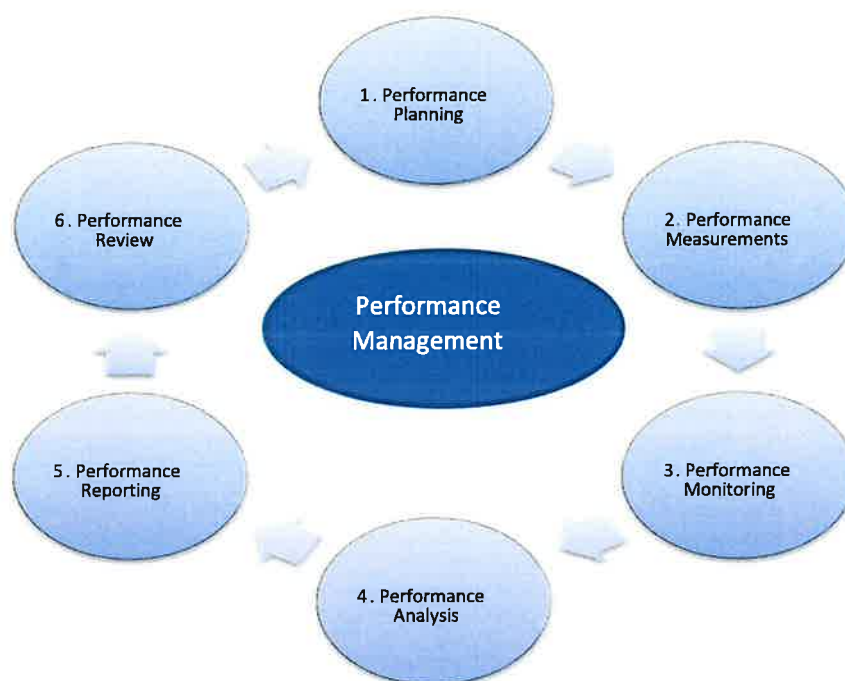 1. Performance
Planning
2. Performance
Measurements
3. Performance
Monitoring
4. Performance
Analysis
5. Performance
Reporting
6. Performance
Review
Performance
Management